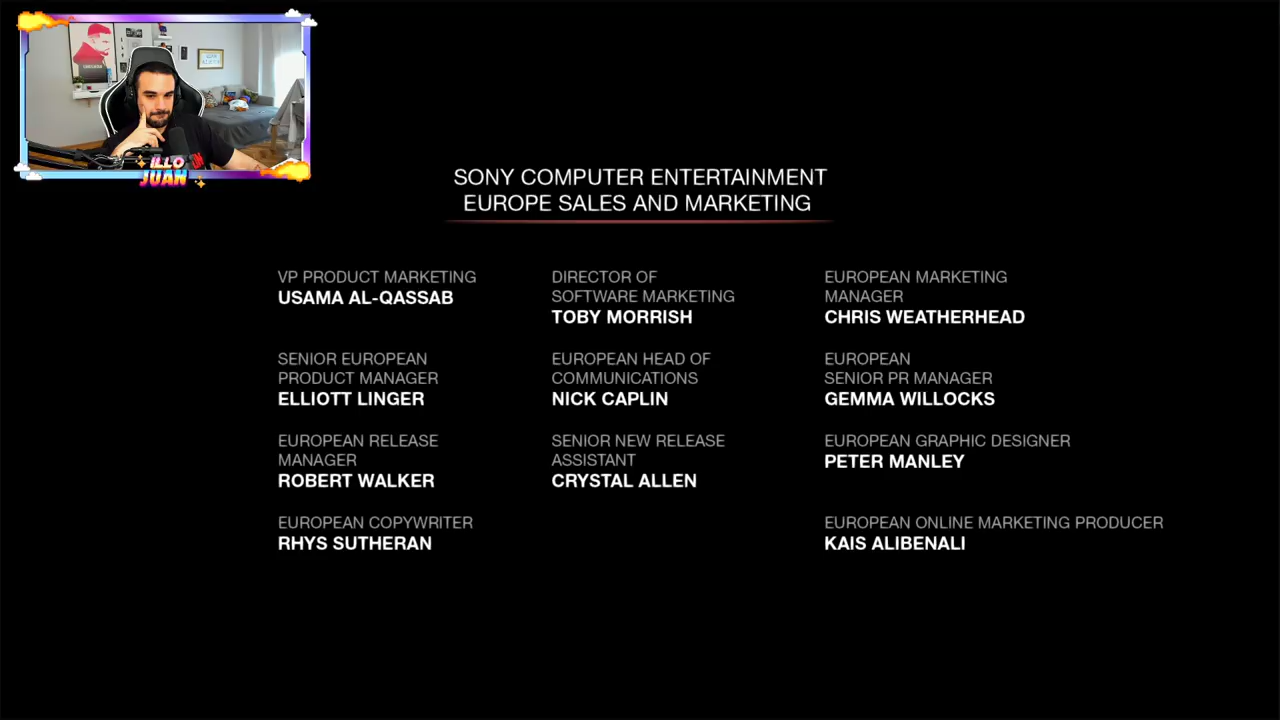 ILLO
JUAN
SONY COMPUTER ENTERTAINMENT
EUROPE SALES AND MARKETING
VP PRODUCT MARKETING
USAMA AL-QASSAB
DIRECTOR OF
SOFTWARE MARKETING
TOBY MORRISH
EUROPEAN MARKETING
MANAGER
CHRIS WEATHERHEAD
SENIOR EUROPEAN
PRODUCT MANAGER
ELLIOTT LINGER
EUROPEAN HEAD OF
COMMUNICATIONS
NICK CAPLIN
EUROPEAN
SENIOR PR MANAGER
GEMMA WILLOCKS
EUROPEAN RELEASE
MANAGER
ROBERT WALKER
SENIOR NEW RELEASE
ASSISTANT
CRYSTAL ALLEN
EUROPEAN GRAPHIC DESIGNER
PETER MANLEY
EUROPEAN COPYWRITER
RHYS SUTHERAN
EUROPEAN ONLINE MARKETING PRODUCER
KAIS ALIBENALI